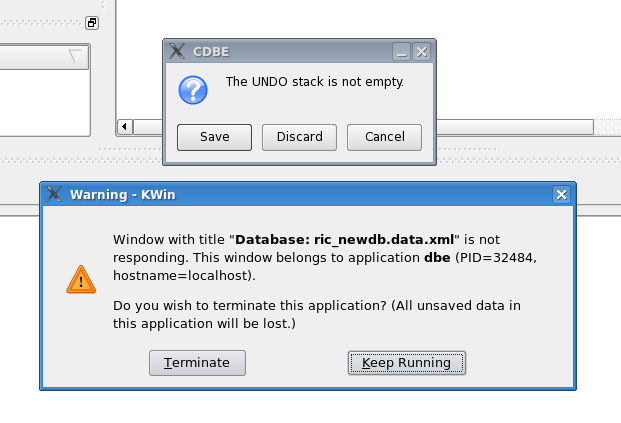 CDBE
The UNDO stack is not empty.
Save Discard Cancel
Warning - KWin
Window with title "Database: ric_newdb.data.xml" is not
responding. This window belongs to application dbe (PID=32484,
hostname=localhost).
Do you wish to terminate this application? (All unsaved data in
this application will be lost.)
Terminate Keep Running